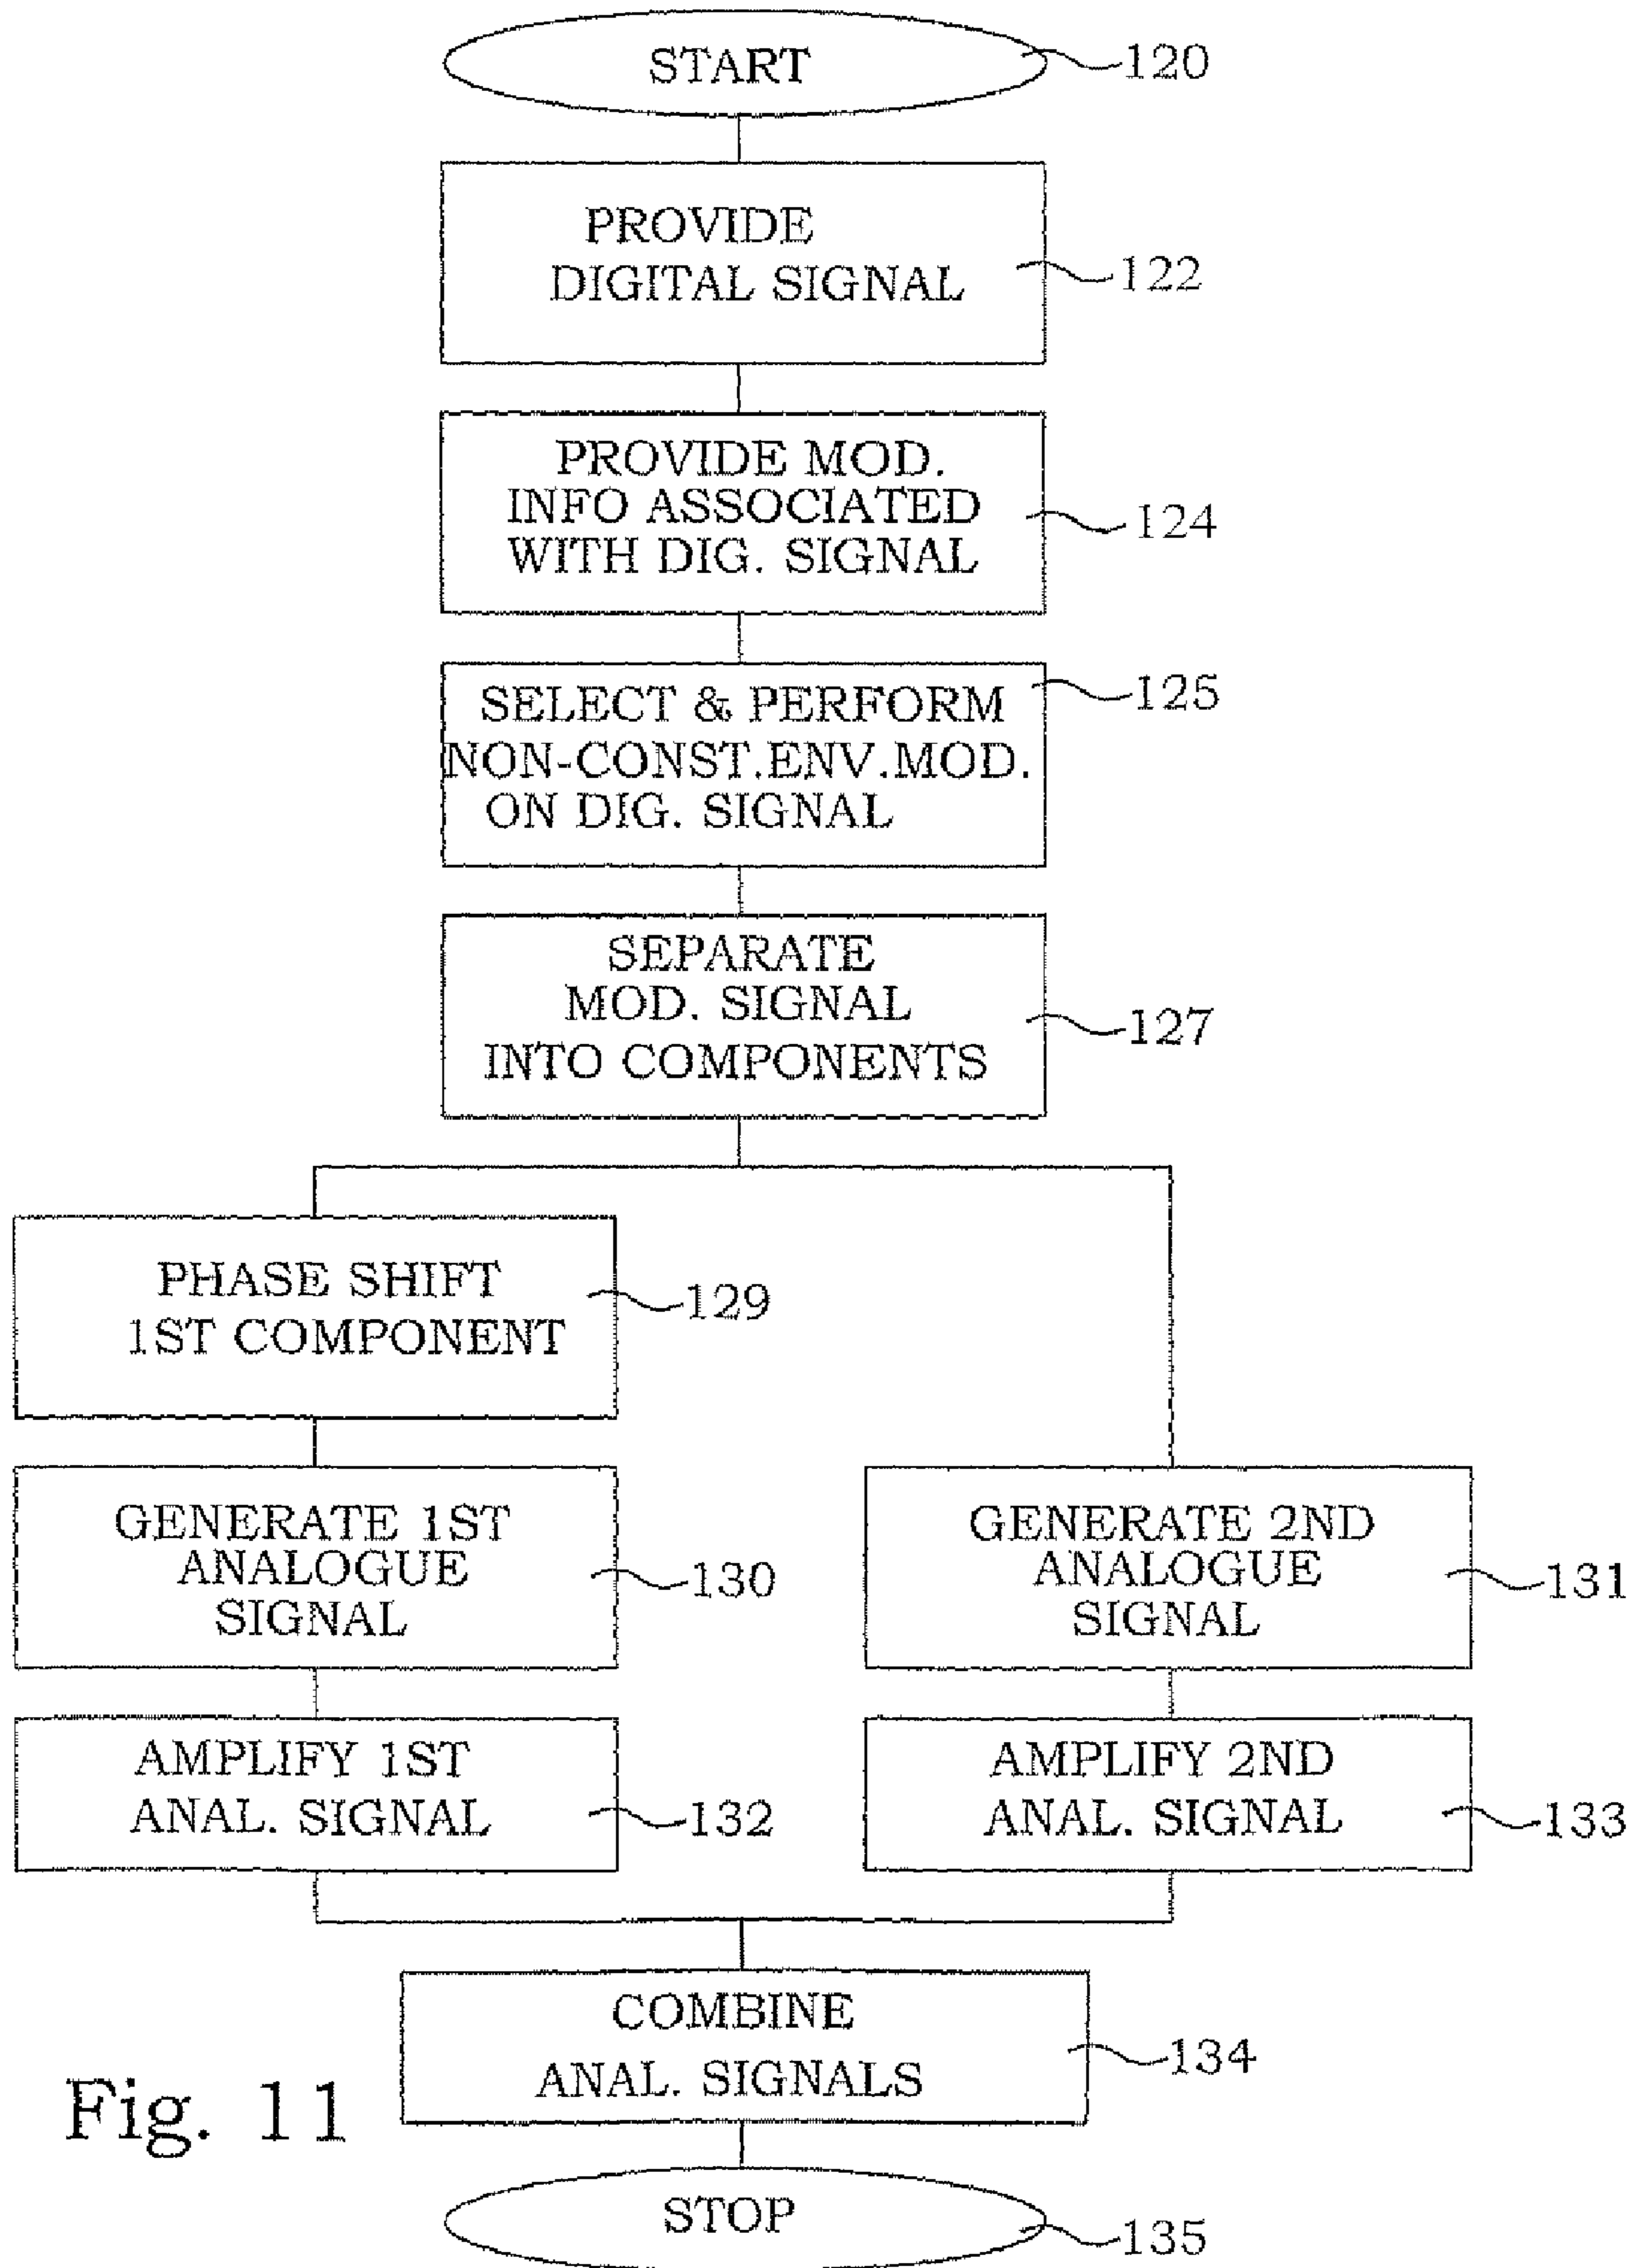 START
120
PROVIDE
DIGITAL SIGNAL
122
PROVIDE MOD.
INFO ASSOCIATED
WITH DIG. SIGNAL
124
SELECT & PERFORM
NON-CONST.ENV.MOD.
ON DIG. SIGNAL
125
SEPARATE
MOD. SIGNAL
INTO COMPONENTS
127
PHASE SHIFT
1ST COMPONENT
129
GENERATE 1ST
ANALOGUE
SIGNAL
130
GENERATE 2ND
ANALOGUE
SIGNAL
131
AMPLIFY 1ST
ANAL. SIGNAL
132
AMPLIFY 2ND
ANAL. SIGNAL
133
COMBINE
ANAL. SIGNALS
134
Fig. 11
STOP
135